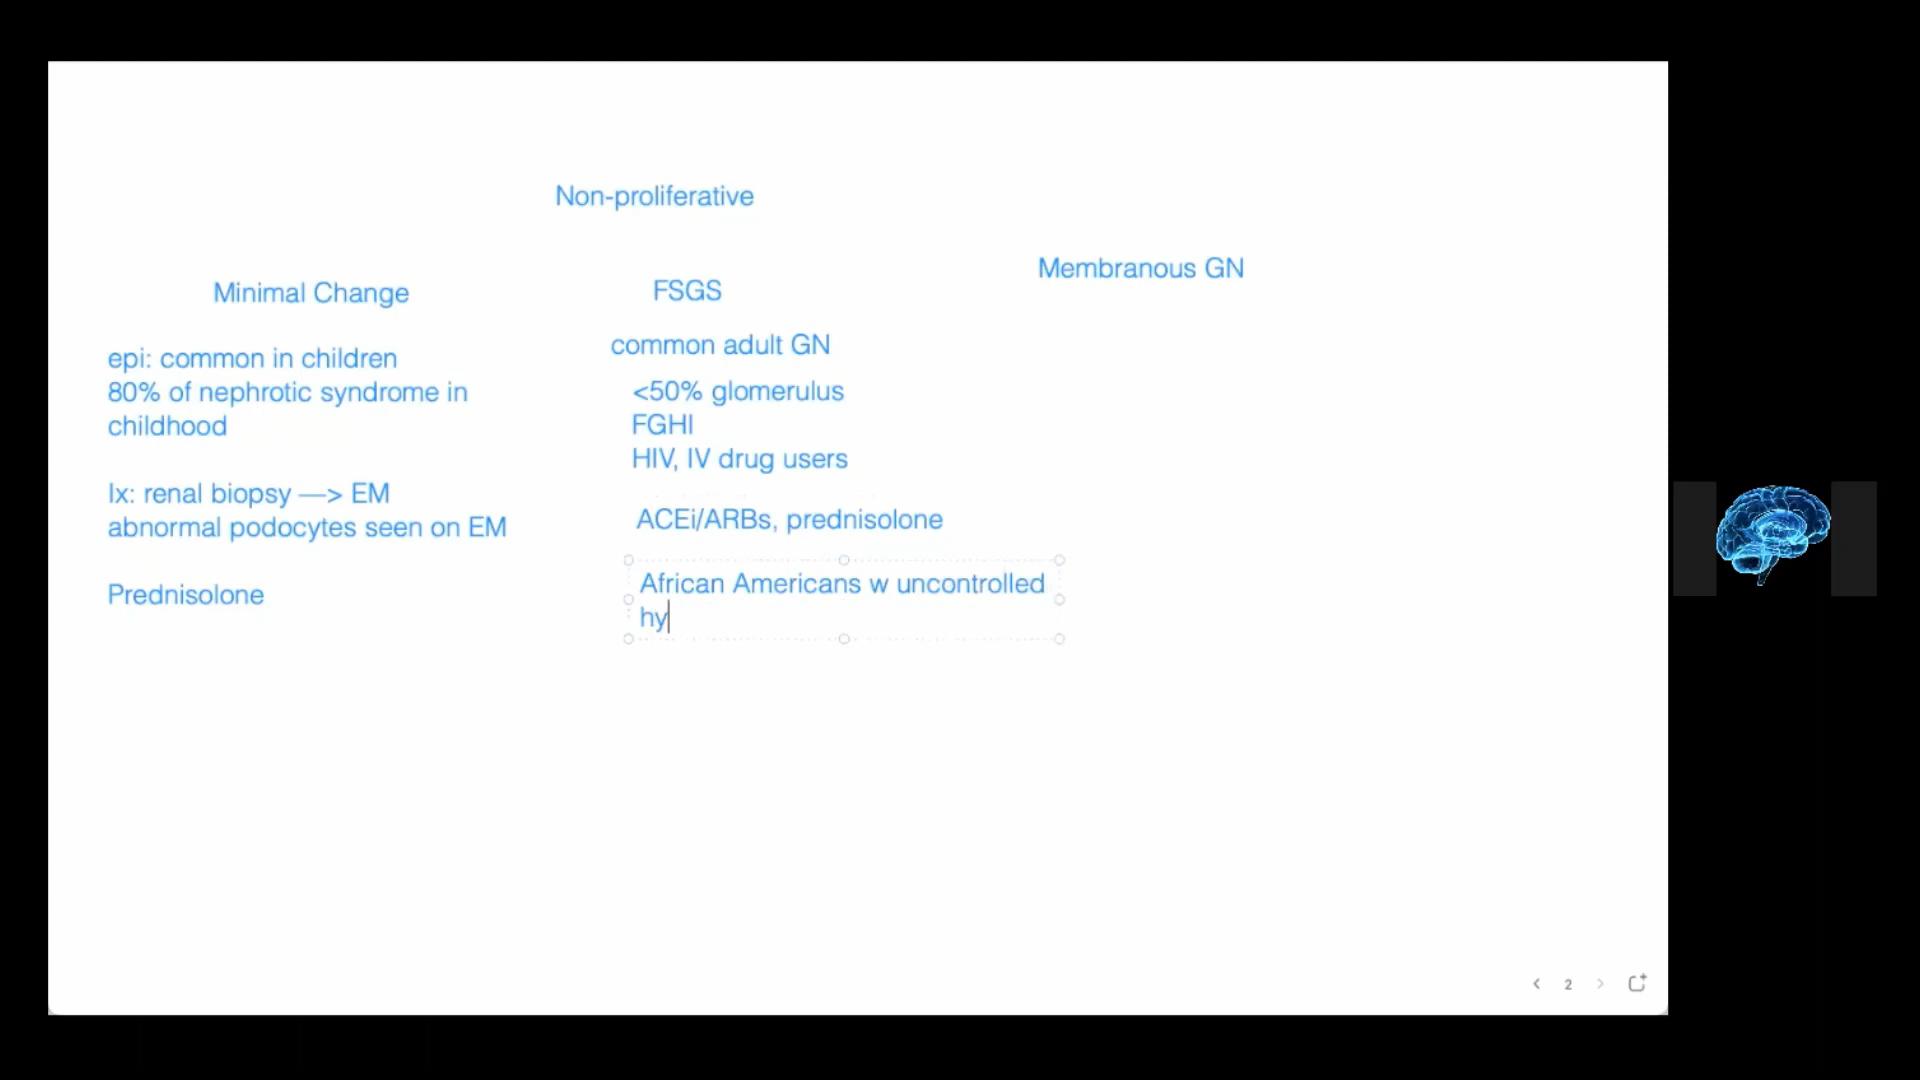 Non-proliferative
Minimal Change
epi: common in children
80% of nephrotic syndrome in
childhood
Ix: renal biopsy —> EM
abnormal podocytes seen on EM
Prednisolone
FSGS
common adult GN
<50% glomerulus
FGHI
HIV, IV drug users
ACEi/ARBs, prednisolone
African Americans w uncontrolled
hy
Membranous GN
2